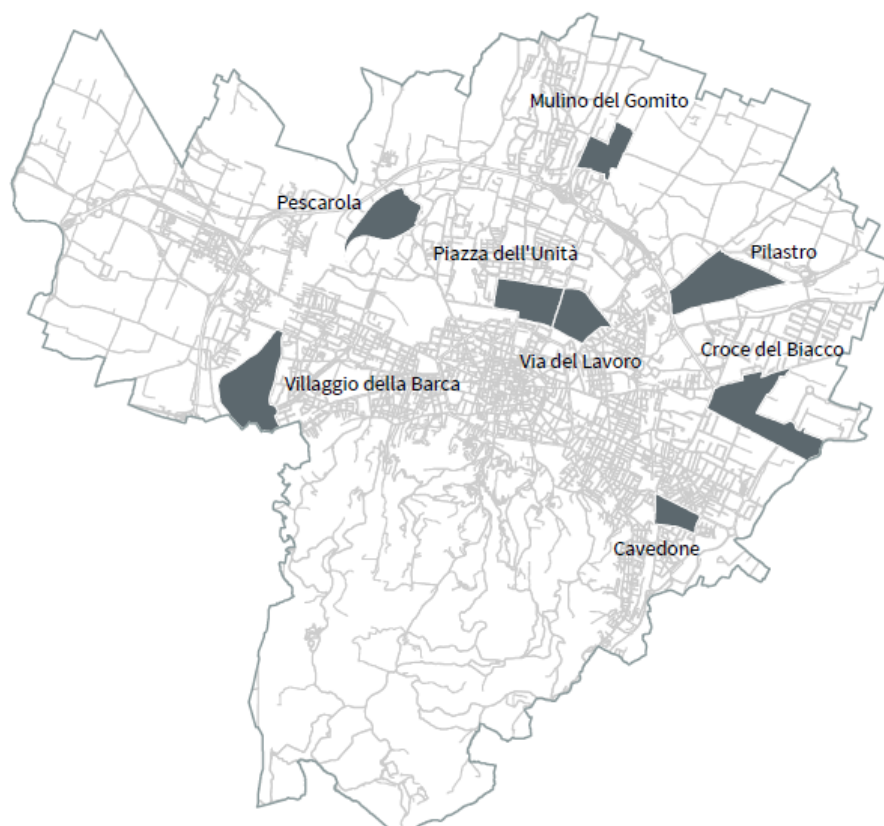 Mulino del Gomito
Pescarola
Piazza dell'Unità
Pilastro
Croce del Biacco
Via del Lavoro
Villaggio della Barca
Cavedone